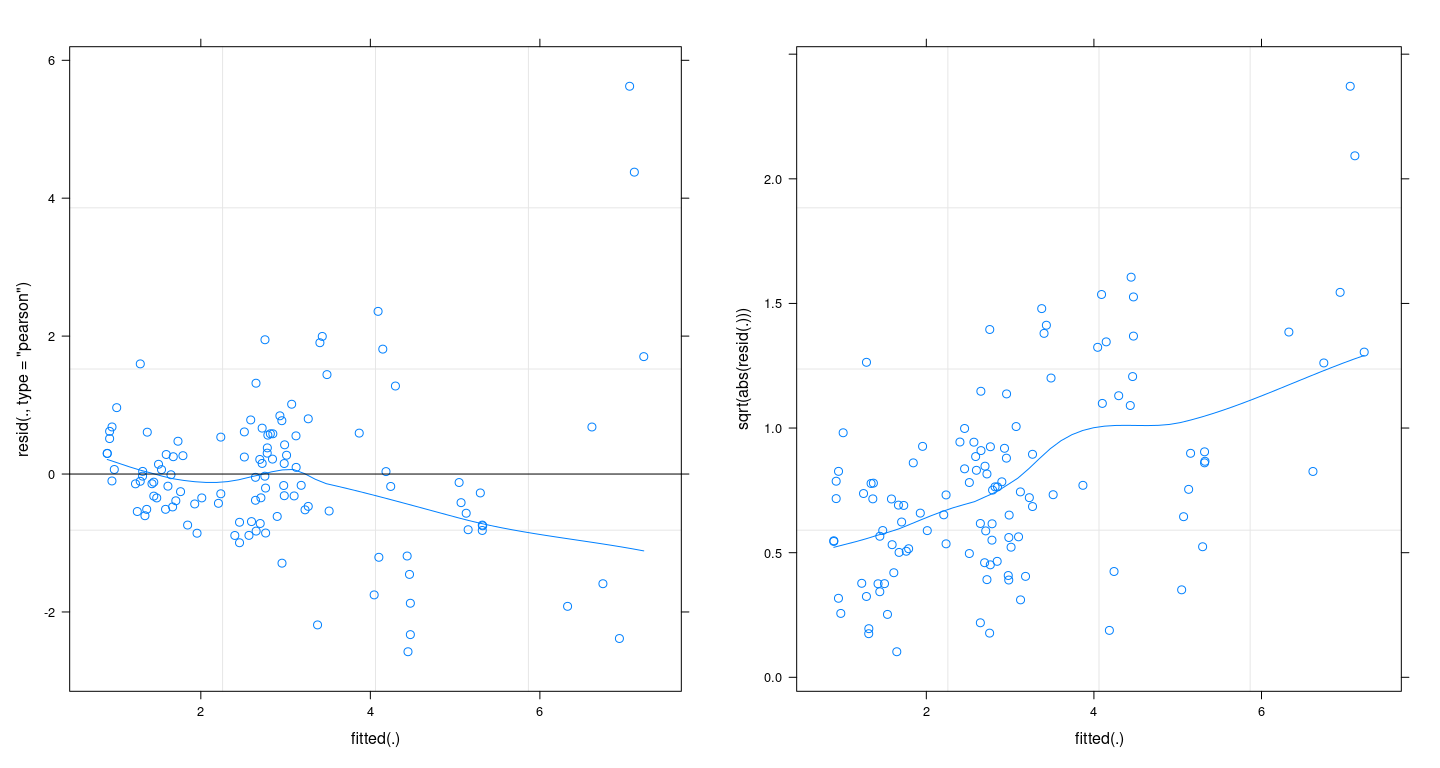 6
4
2
0
-2
resid(., type = "pearson")
2 4 6
fitted(.)
2.0
1.5
1.0
0.5
0.0
sqrt(abs(resid(.)))
2 4 6
fitted(.)